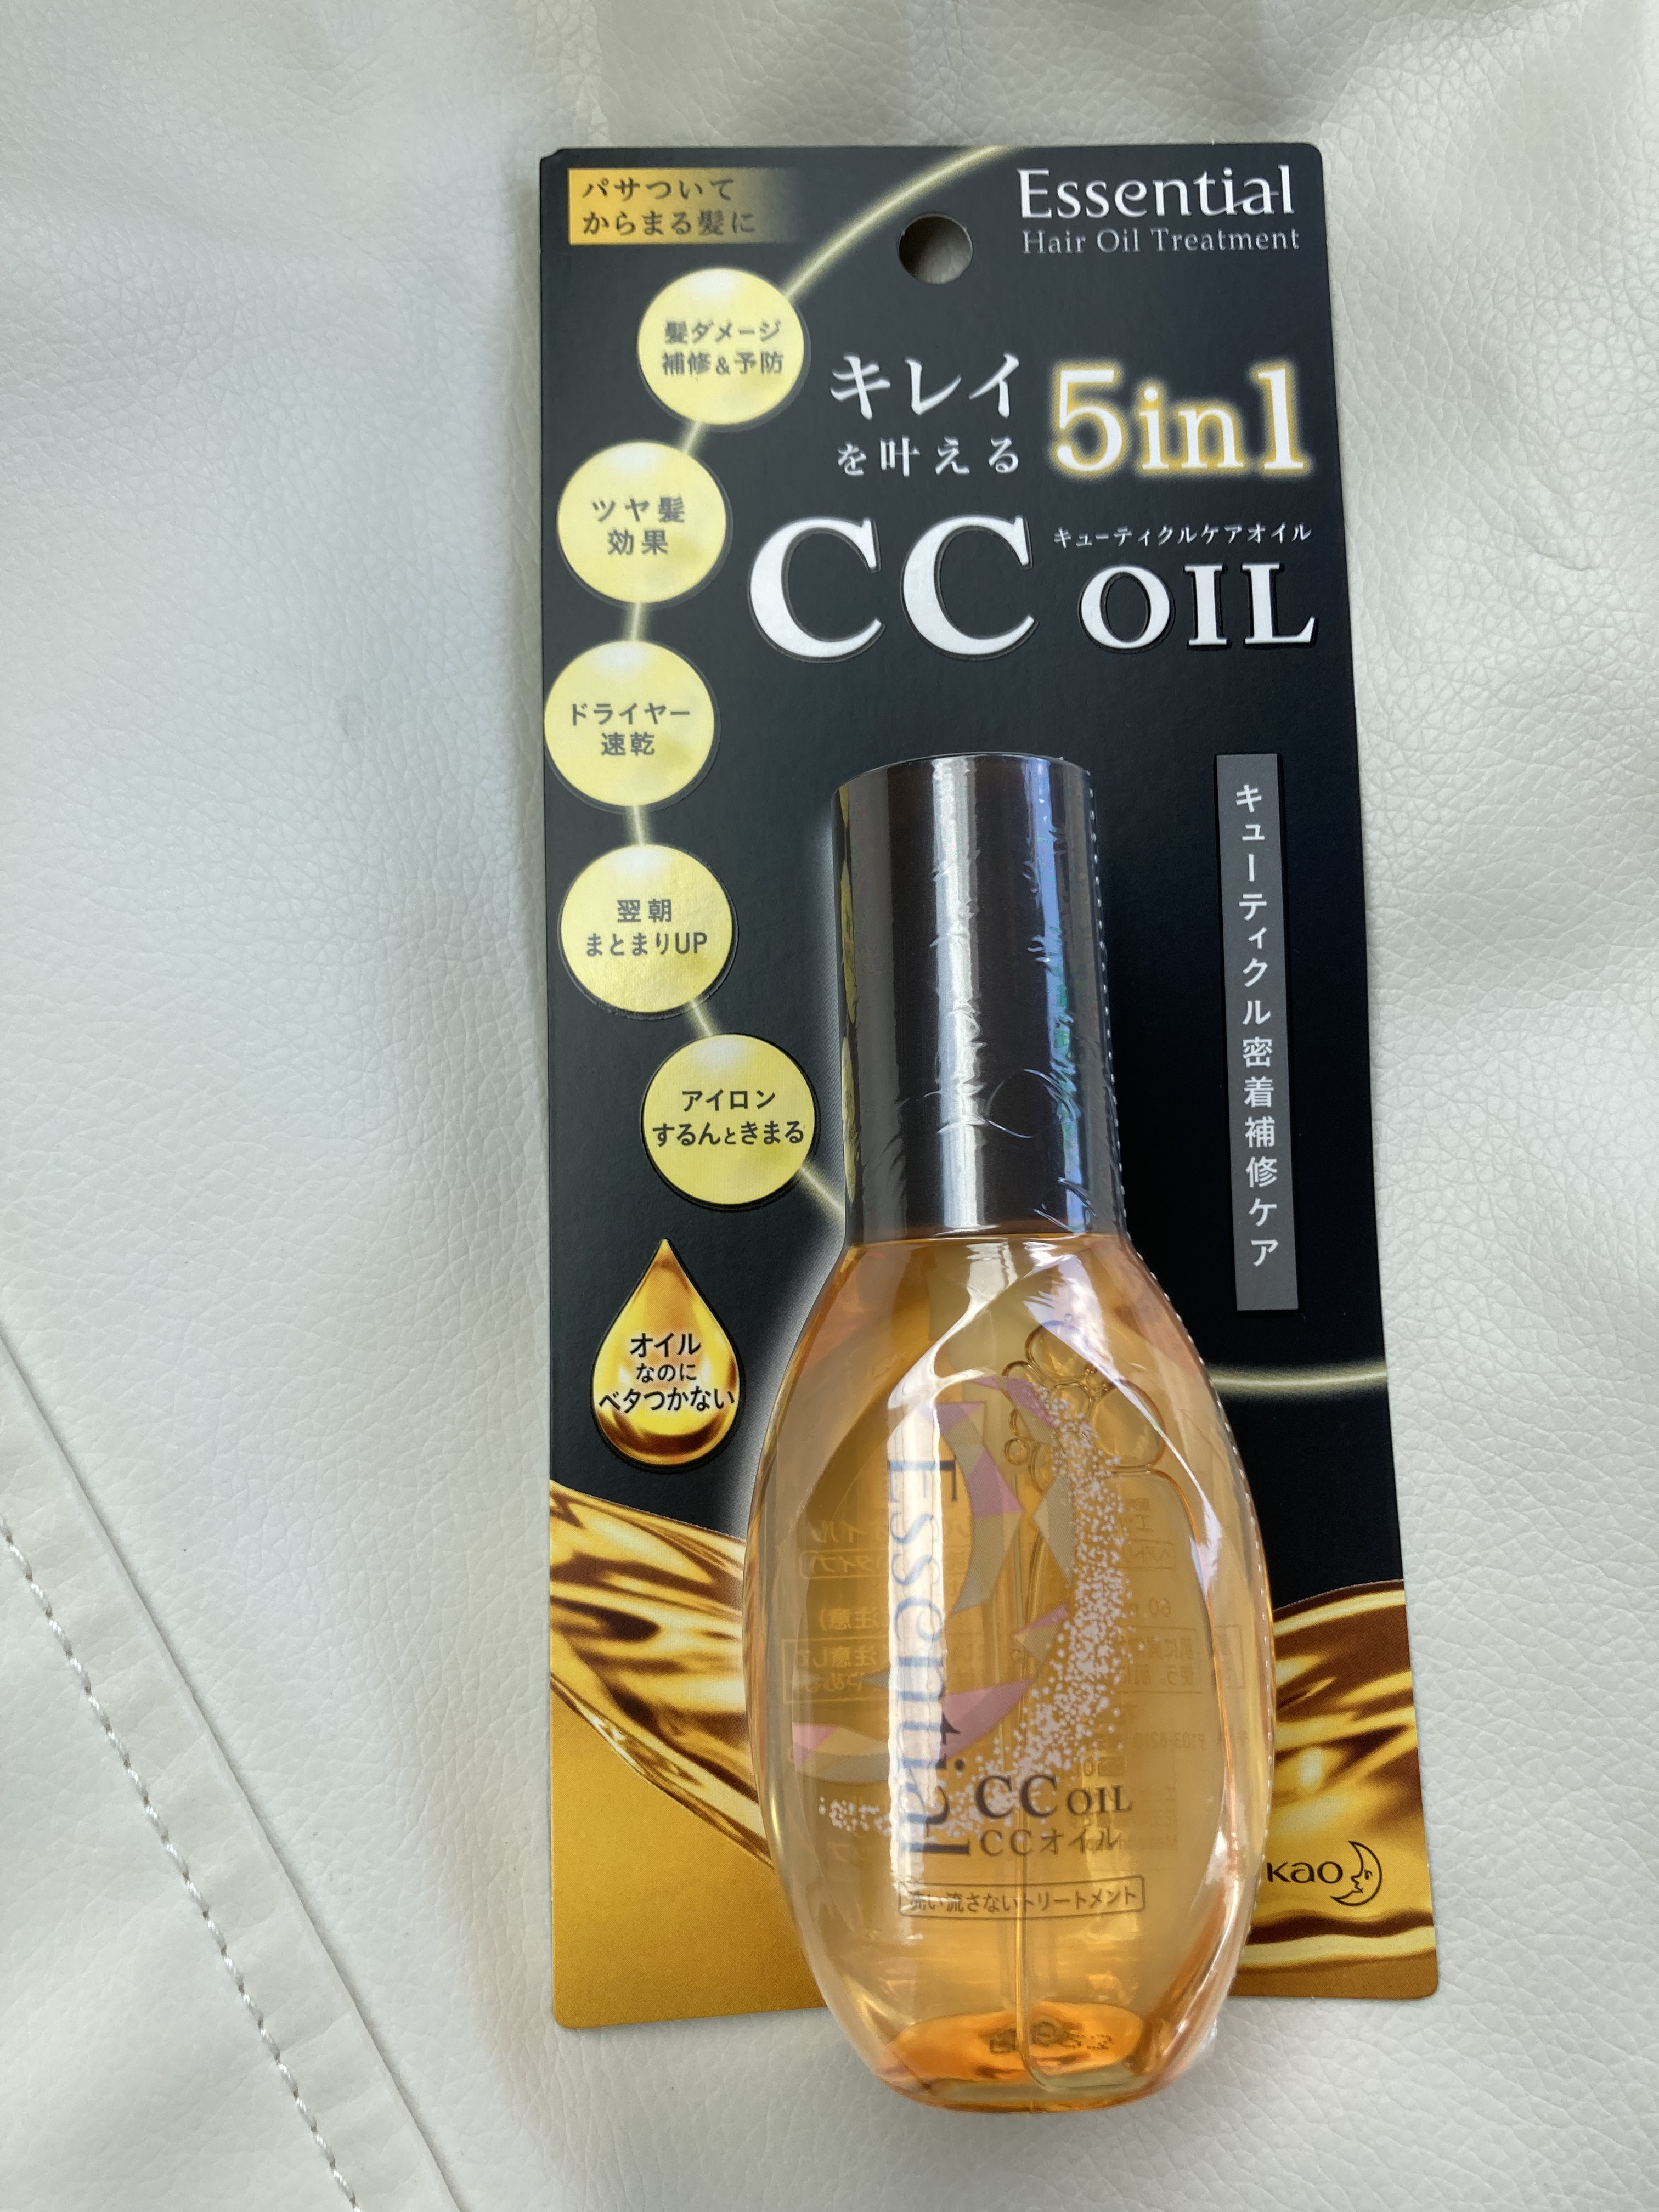 パサついて
からまる髪に
Essential
Hair Oil Treatment
髪ダメージ
補修&予防
キレイ
を叶える
5in1
ツヤ髪
効果
キューティクルケアオイル
CC OIL
ドライヤー
速乾
翌朝
まとまりUP
アイロン
するんときまる
キューティクル密着補修ケア
オイル
なのに
ベタつかない
Essential
CC OIL
CCオイル
洗い流さないトリートメント
kao